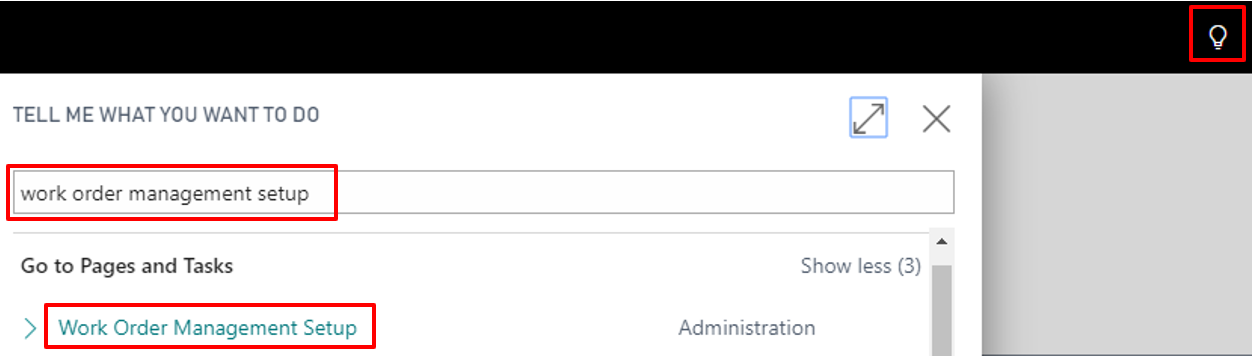 TELL ME WHAT YOU WANT TO DO
work order management setup
Go to Pages and Tasks Show less (3)
Work Order Management Setup Administration